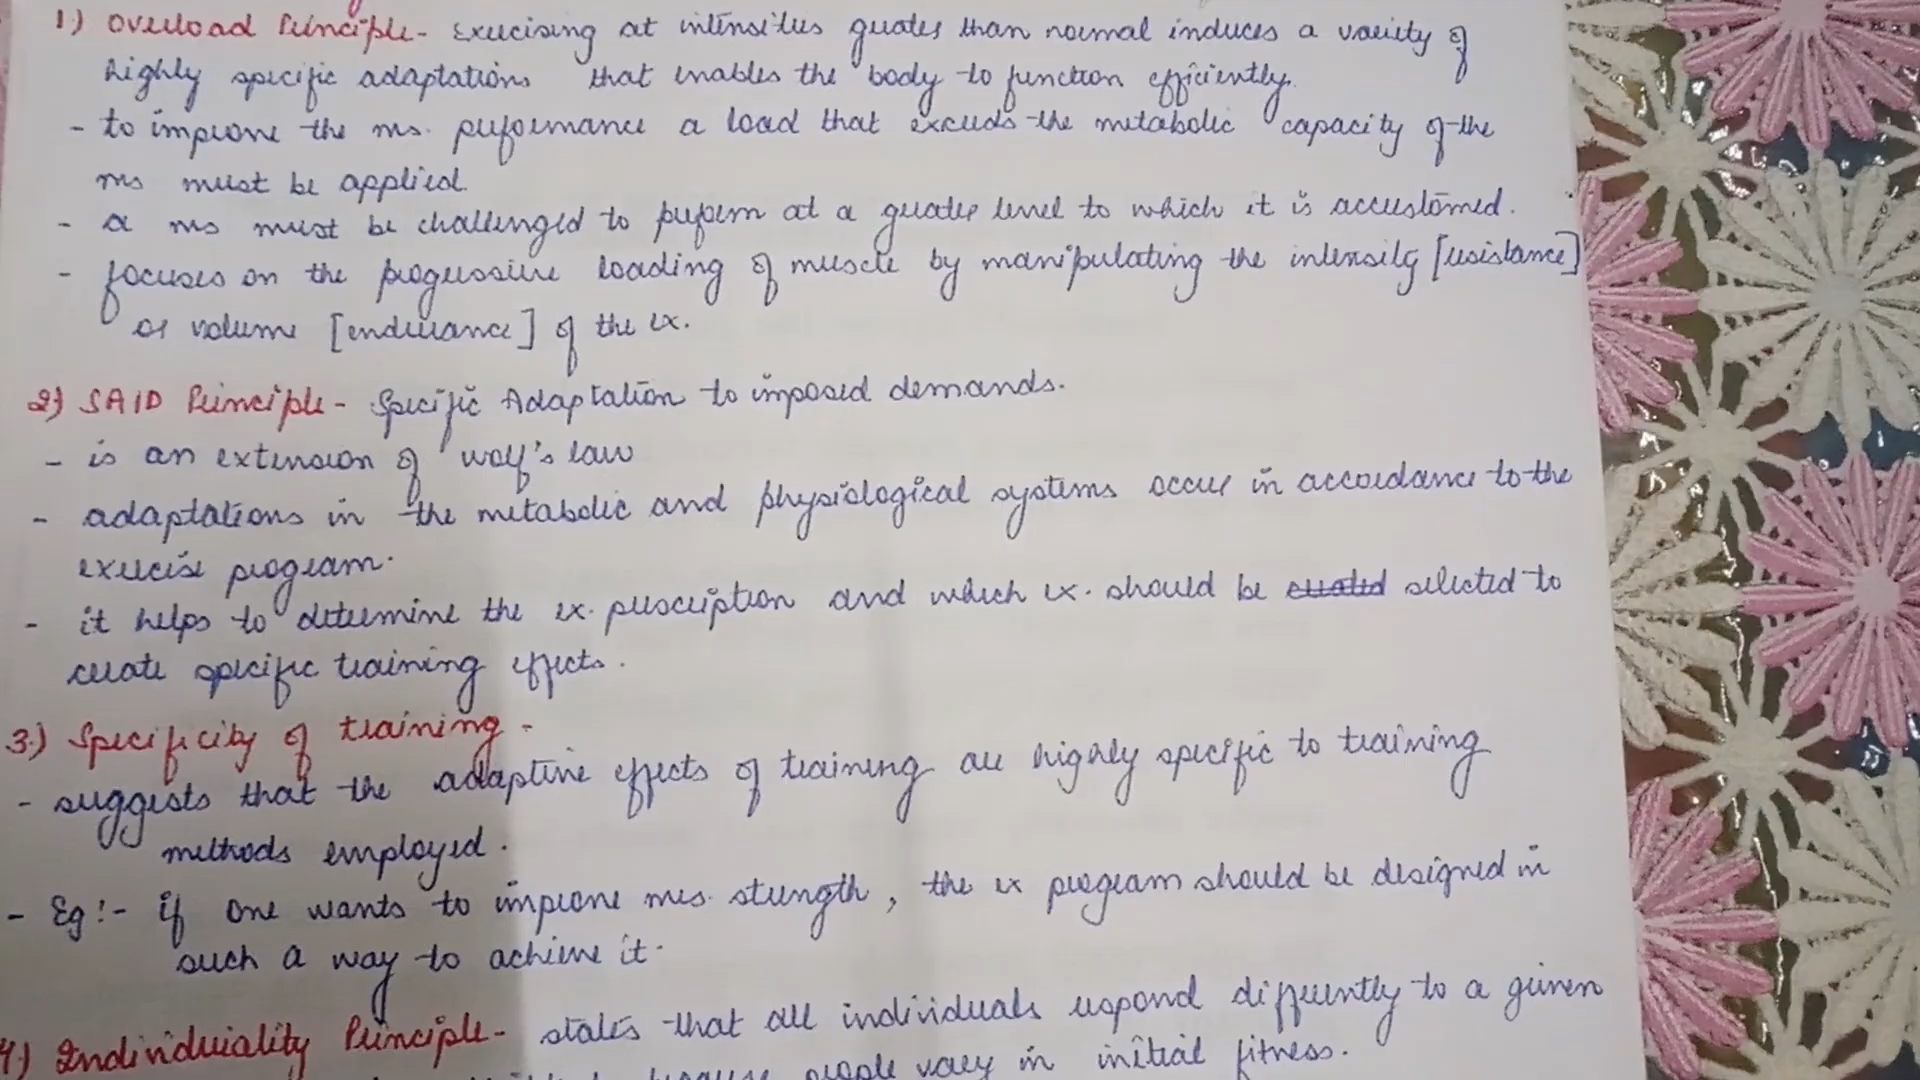 1) Overload Principle - Exercising at intensities greater than normal induces a variety of
highly specific adaptations that enables the body to function efficiently.
- to improve the ms. performance a load that exceeds the metabolic capacity of the
ms must be applied.
- a ms must be challenged to perform at a greater level to which it is accustomed.
- focuses on the progressive loading of muscle by manipulating the intensity [resistance]
or volume [endurance] of the ex.
2) SAID Principle - Specific Adaptation to imposed demands.
- is an extension of wolf's law
- adaptations in the metabolic and physiological systems occur in accordance to the
exercise program.
- it helps to determine the ex. prescription and which ex. should be created selected to
create specific training effects.
3.) Specificity of training -
- suggests that the adaptive effects of training are highly specific to training
methods employed.
- Eg:- if one wants to improve mus. strength, the ex program should be designed in
such a way to achieve it.
4.) Individuiality Principle - states that all individuals respond differently to a given
because people vary in initial fitness.